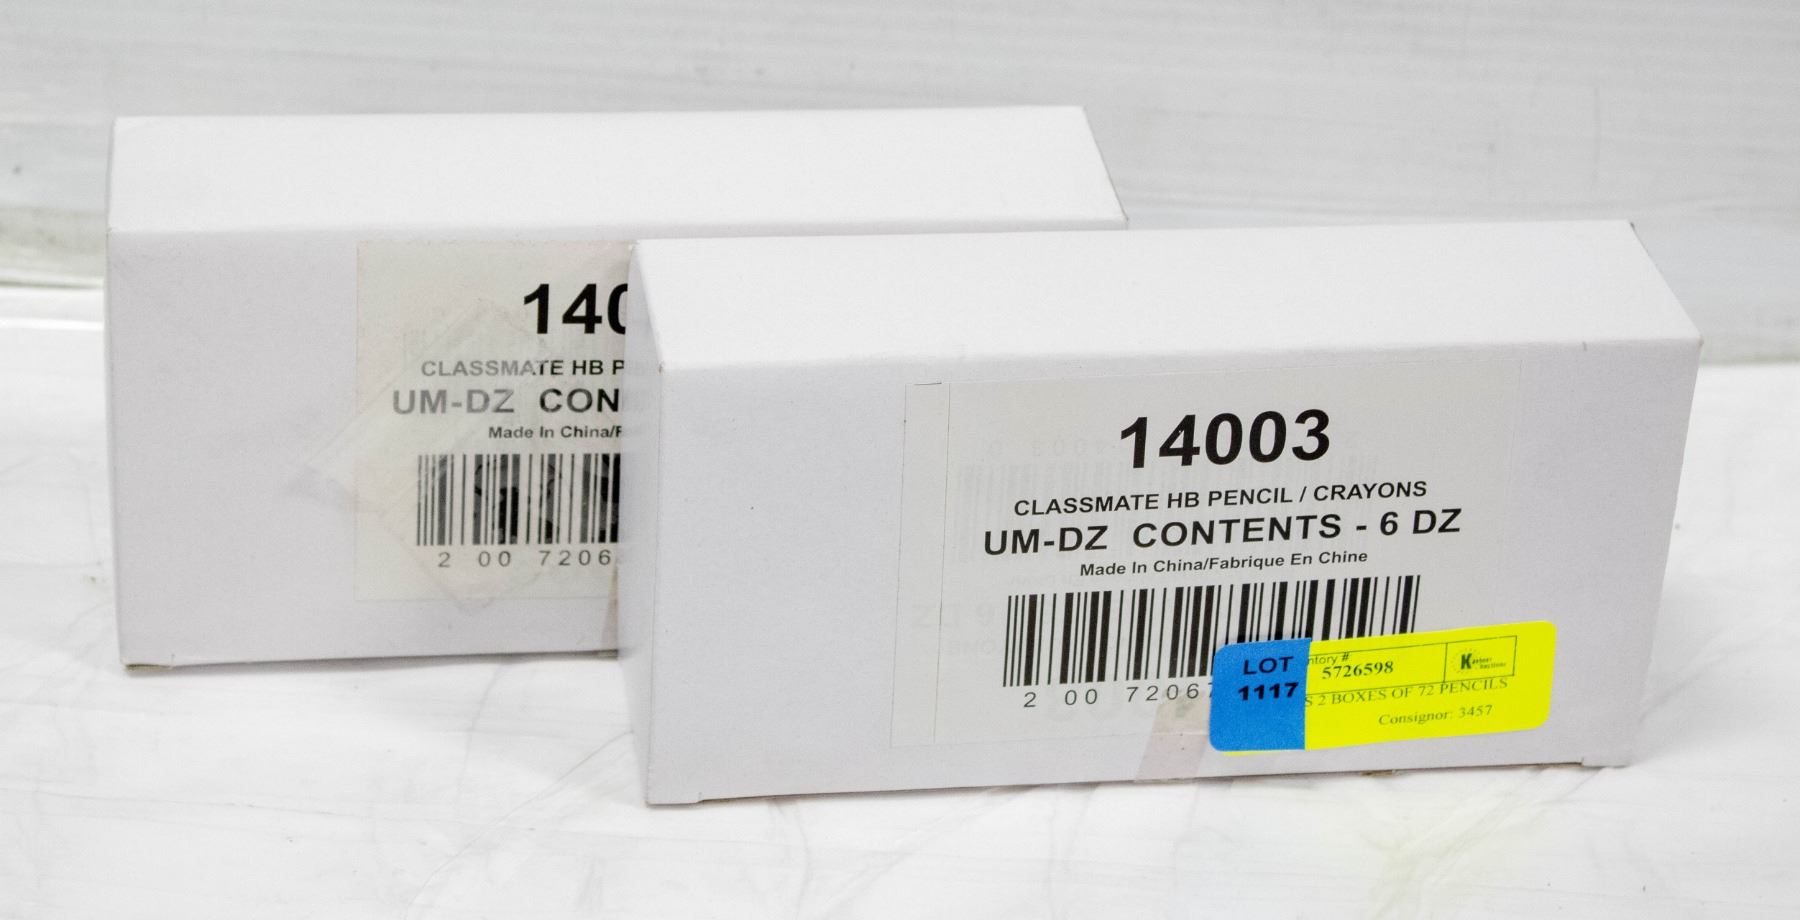 140
CLASSMATE HB P
UM-DZ CON
Made In China/F
2 00 7206
14003
CLASSMATE HB PENCIL / CRAYONS
UM-DZ CONTENTS - 6 DZ
Made In China/Fabrique En Chine
2 00 7206
LOT
1117
ntory #
5726598
S 2 BOXES OF 72 PENCILS
Consignor: 3457